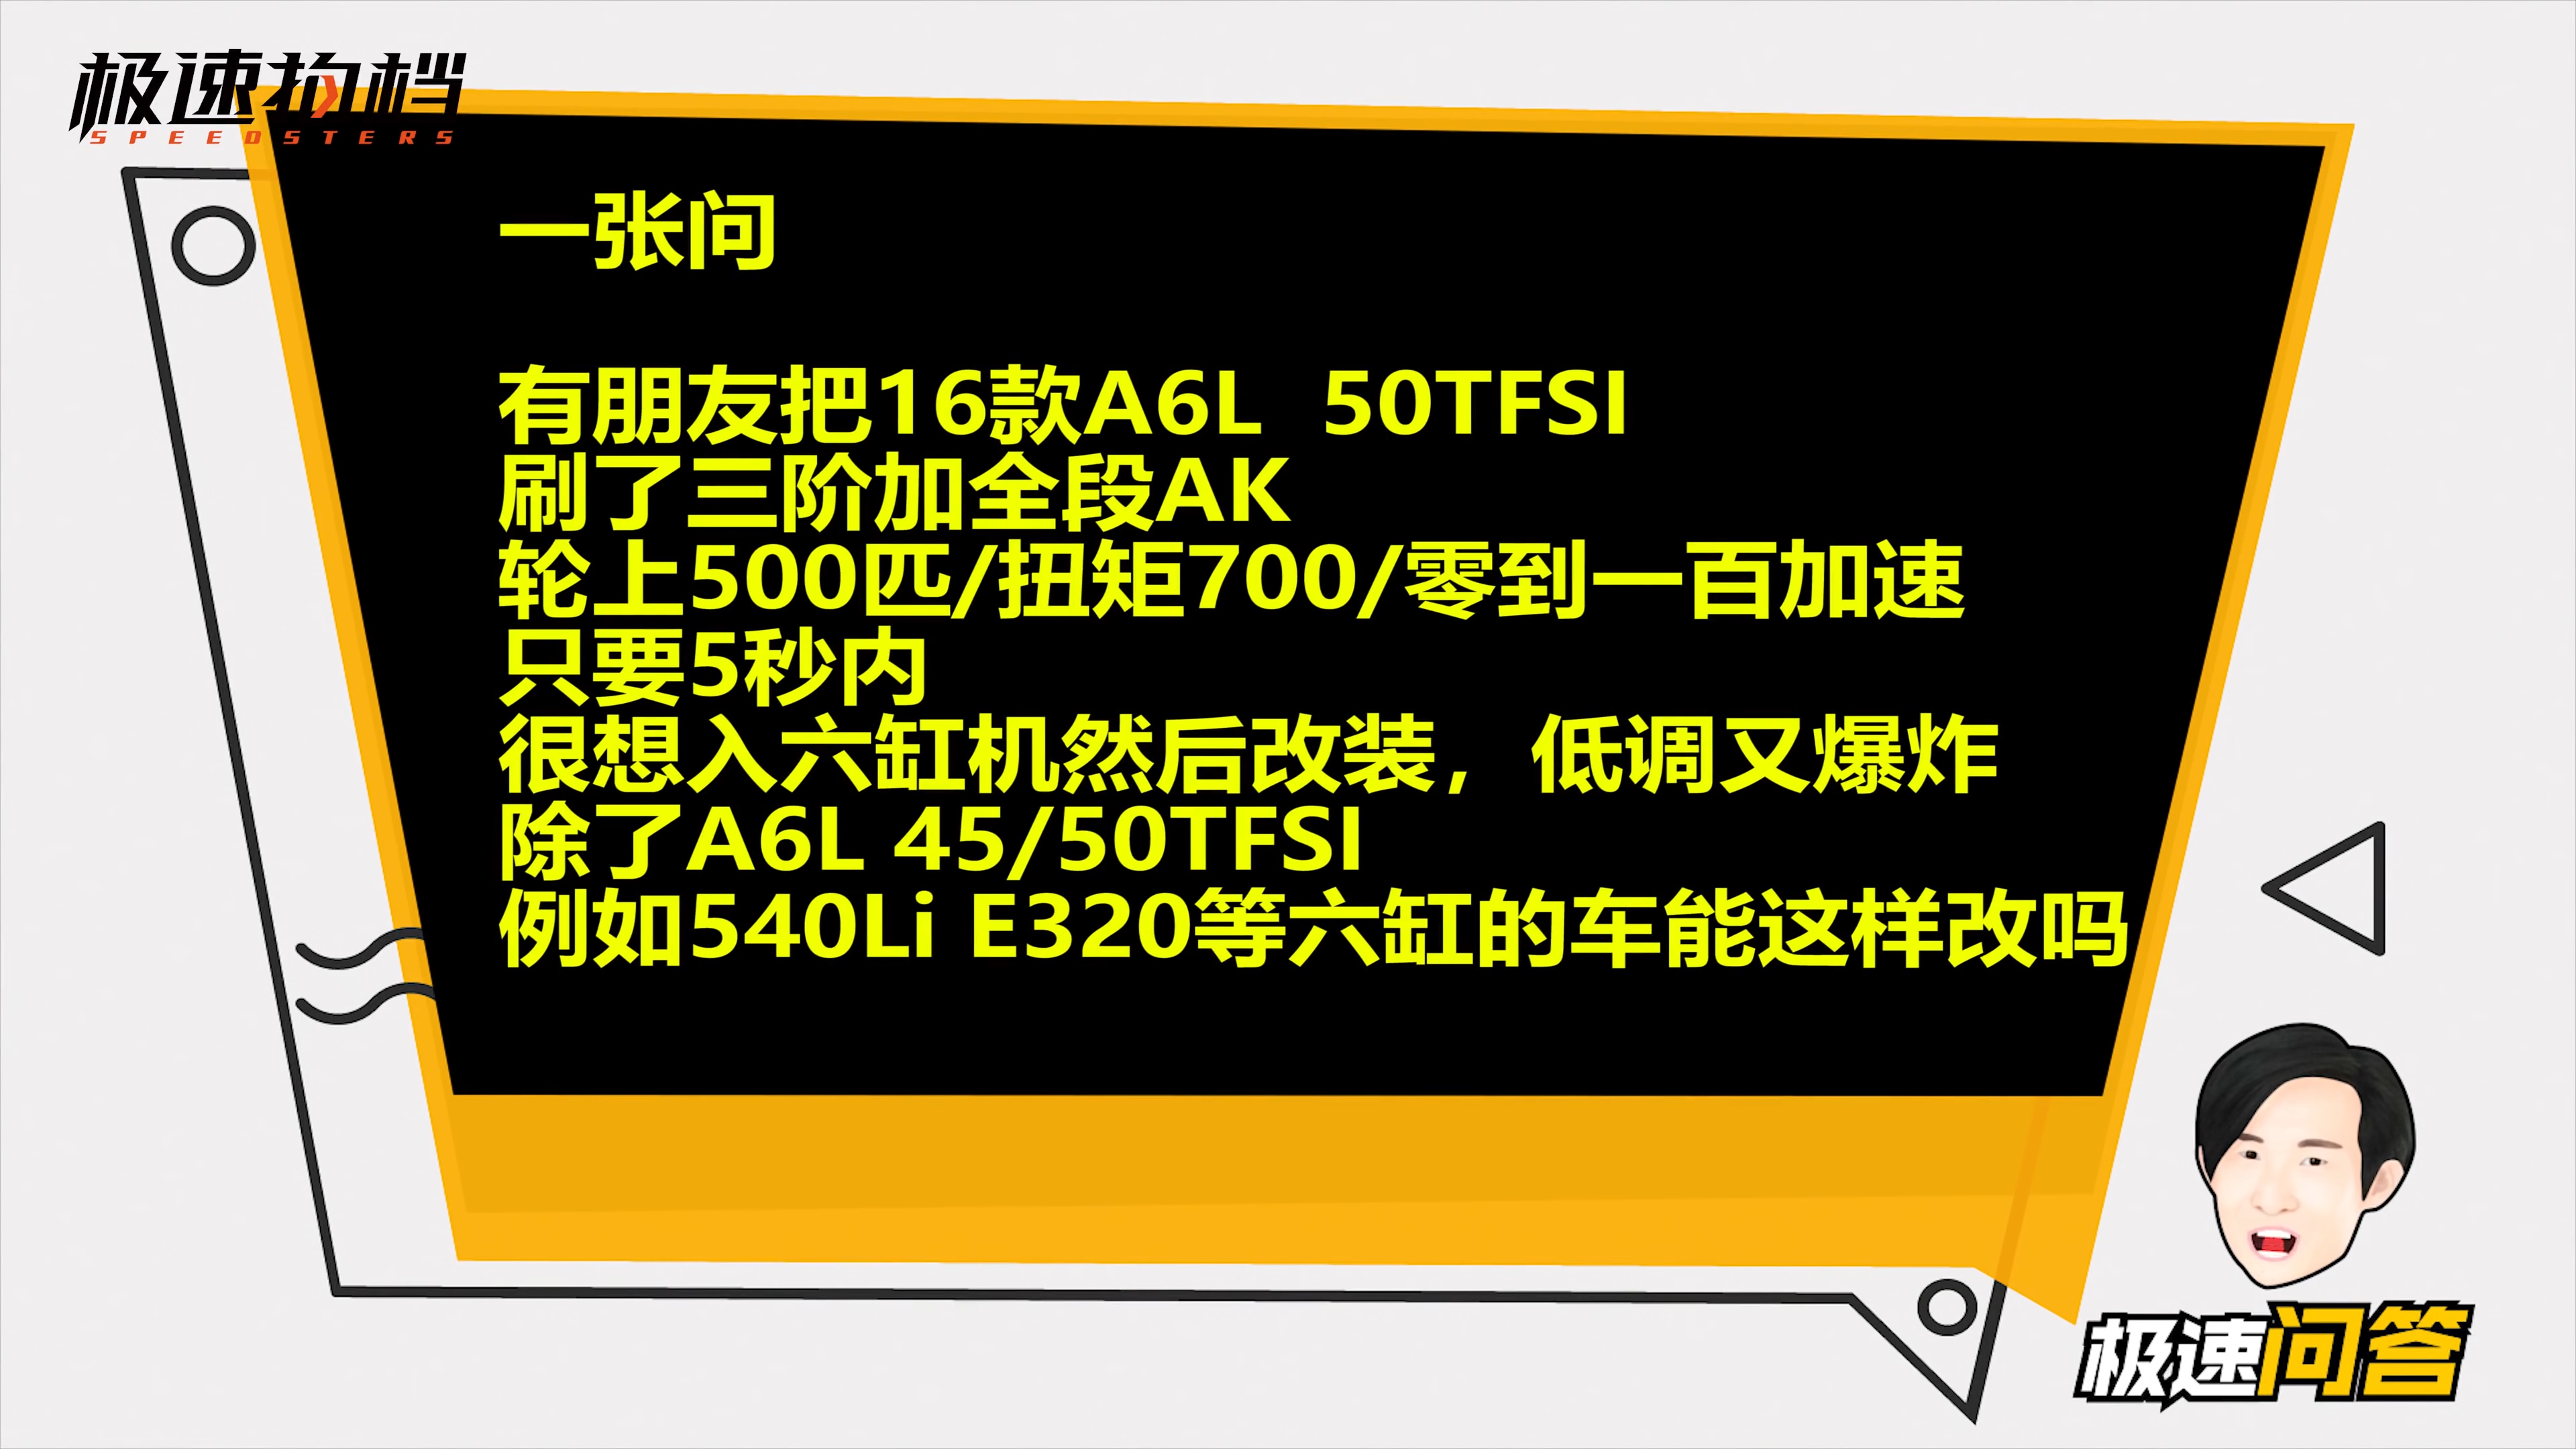 极速拘档
SPEEDSTERS
一张问
有朋友把16款A6L 50TFSI
刷了三阶加全段AK
轮上500匹/扭矩700/零到一百加速
只要5秒内
很想入六缸机然后改装，低调又爆炸
除了A6L 45/50TFSI
例如540Li E320等六缸的车能这样改吗
极速问答